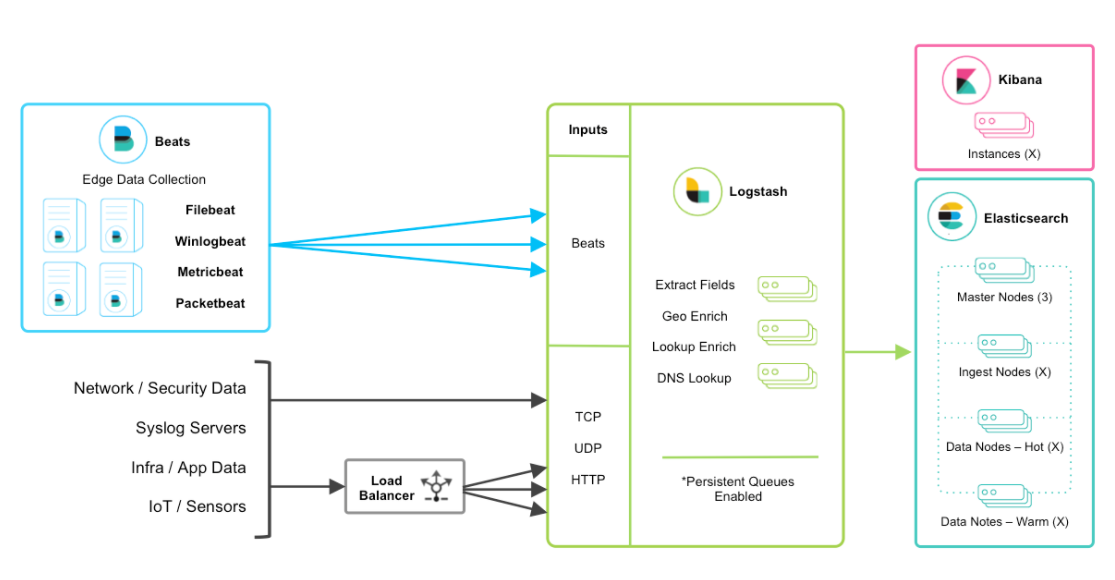 Beats
Edge Data Collection
Filebeat
Winlogbeat
Metricbeat
Packetbeat
Network / Security Data
Syslog Servers
Infra / App Data
IoT / Sensors
Load
Balancer
Inputs
Beats
TCP
UDP
HTTP
Logstash
Extract Fields
Geo Enrich
Lookup Enrich
DNS Lookup
*Persistent Queues
Enabled
Kibana
Instances (X)
Elasticsearch
Master Nodes (3)
Ingest Nodes (X)
Data Nodes – Hot (X)
Data Notes – Warm (X)